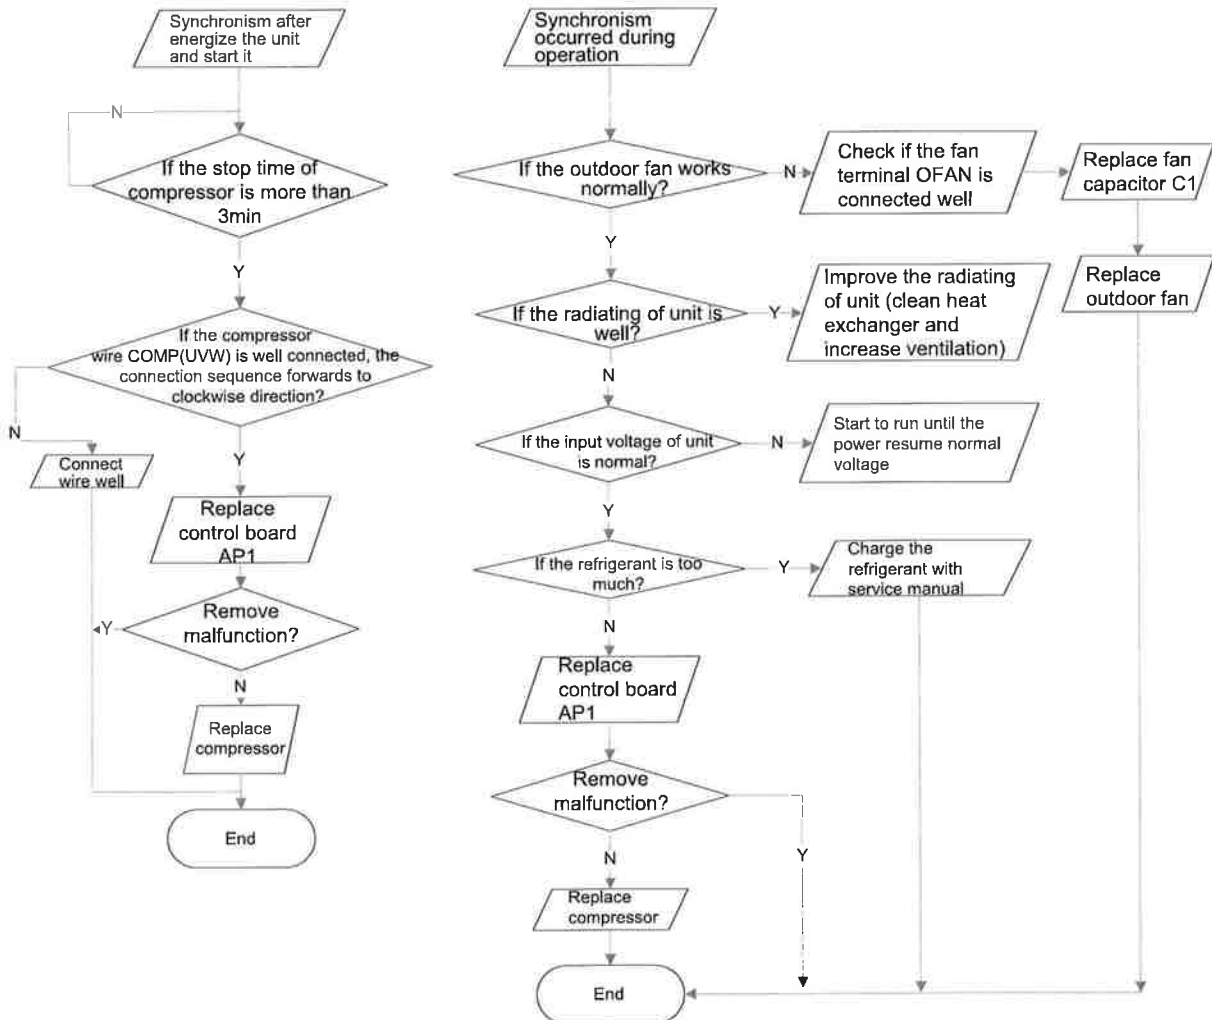 Synchronism after
energize the unit
and start it
N
If the stop time of
compressor is more than
3min
Y
If the compressor
wire COMP(UVW) is well connected, the
connection sequence forwards to
clockwise direction?
N
Connect
wire well
Y
Replace
control board
AP1
Remove
malfunction?
Y
N
Replace
compressor
End
Synchronism
occurred during
operation
If the outdoor fan works
normally?
N
Check if the fan
terminal OFAN is
connected well
Replace fan
capacitor C1
Replace
outdoor fan
Y
If the radiating of unit is
well?
Y
Improve the radiating
of unit (clean heat
exchanger and
increase ventilation)
N
If the input voltage of unit
is normal?
N
Start to run until the
power resume normal
voltage
Y
If the refrigerant is too
much?
Y
Charge the
refrigerant with
service manual
N
Replace
control board
AP1
Remove
malfunction?
Y
N
Replace
compressor
End